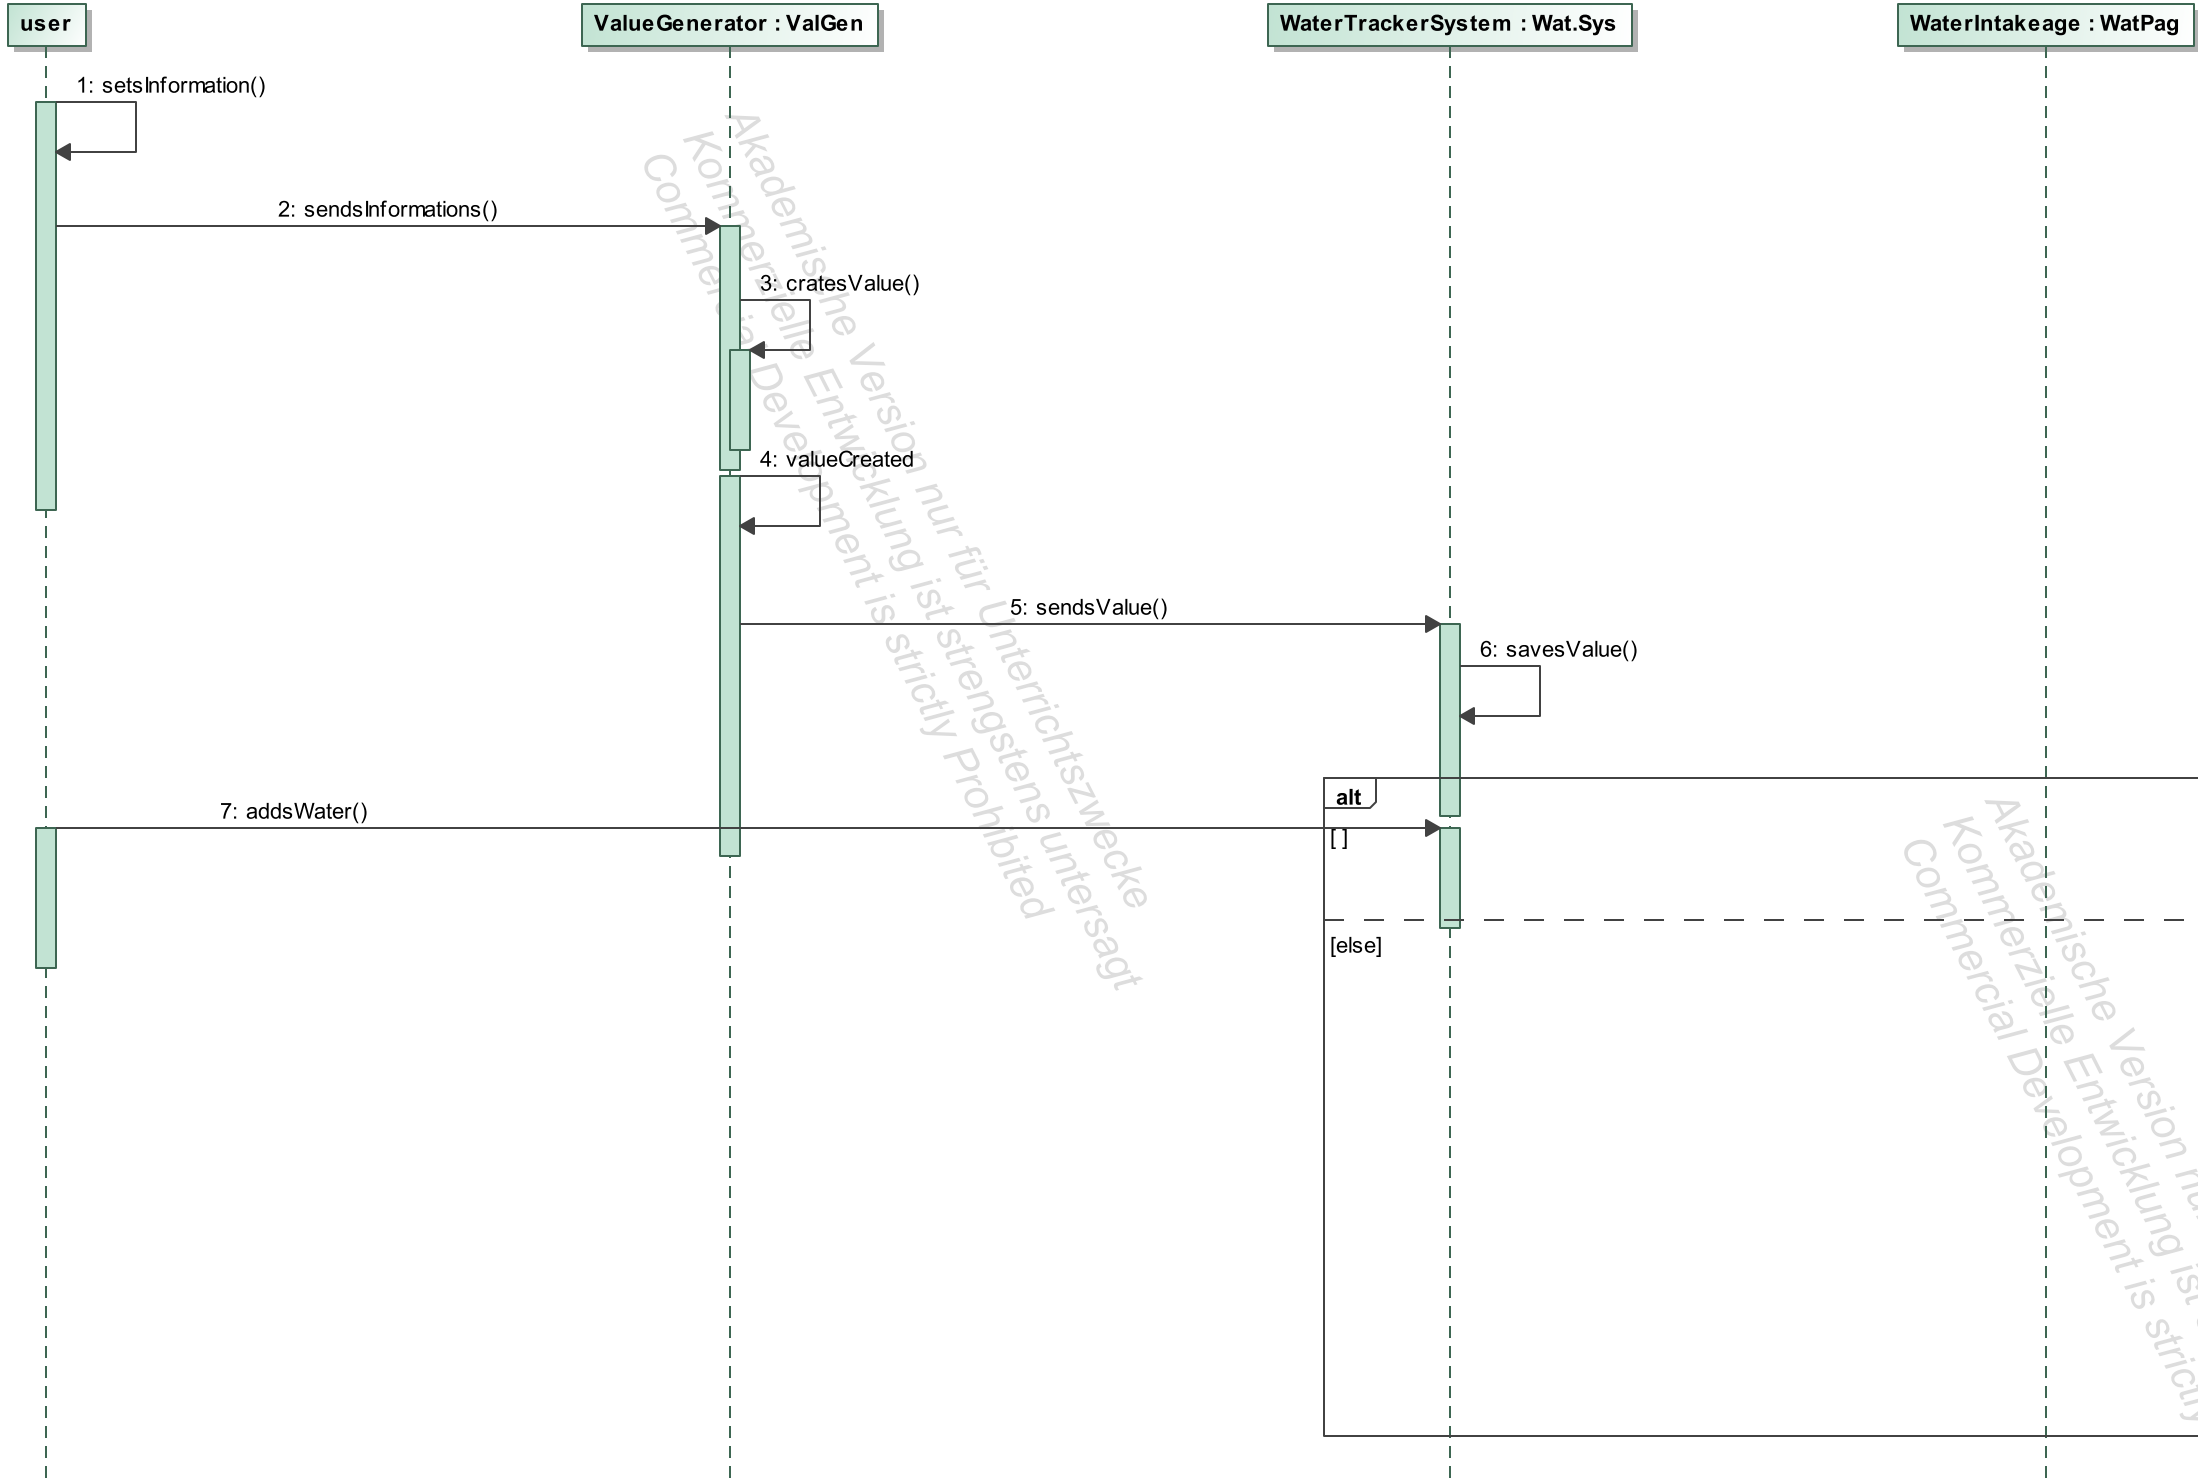 user
ValueGenerator : ValGen
WaterTrackerSystem : Wat.Sys
WaterIntakeage : WatPag
1: setsInformation()
2: sendsInformations()
3: cratesValue()
4: valueCreated
5: sendsValue()
6: savesValue()
alt
7: addsWater()
[ ]
[else]
Akademische Version nur für Unterrichtszwecke
Kommerzielle Entwicklung ist strengstens untersagt
Commercial Development is strictly Prohibited
Akademische Version nur
Kommerzielle Entwicklung ist
Commercial Development is strictly